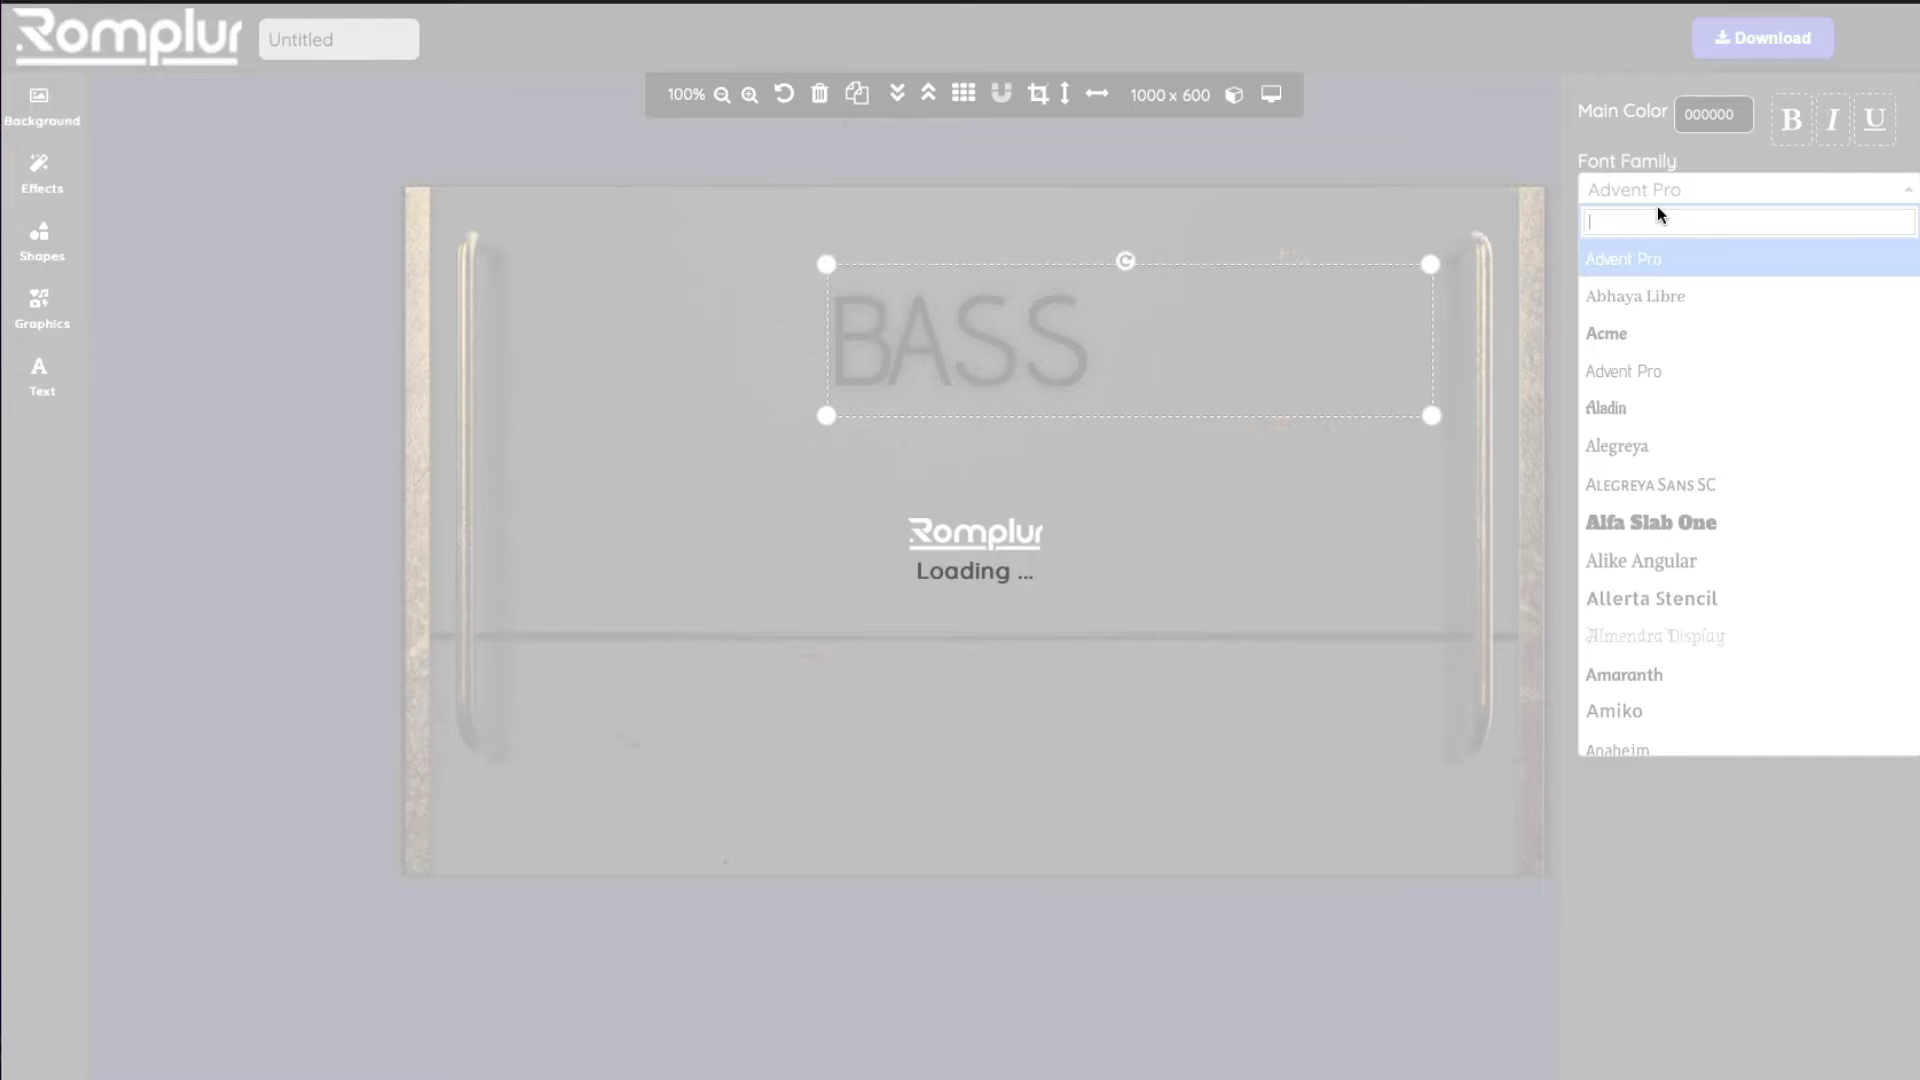 Romplur
Untitled
Download
100%
1000 x 600
Background
Effects
Shapes
Graphics
Text
Main Color
000000
B I U
Font Family
Advent Pro
Advent Pro
Abhaya Libre
Acme
Advent Pro
Aladin
Alegreya
Alegreya Sans SC
Alfa Slab One
Alike Angular
Allerta Stencil
Almendra Display
Amaranth
Amiko
Anaheim
BASS
Romplur
Loading ...